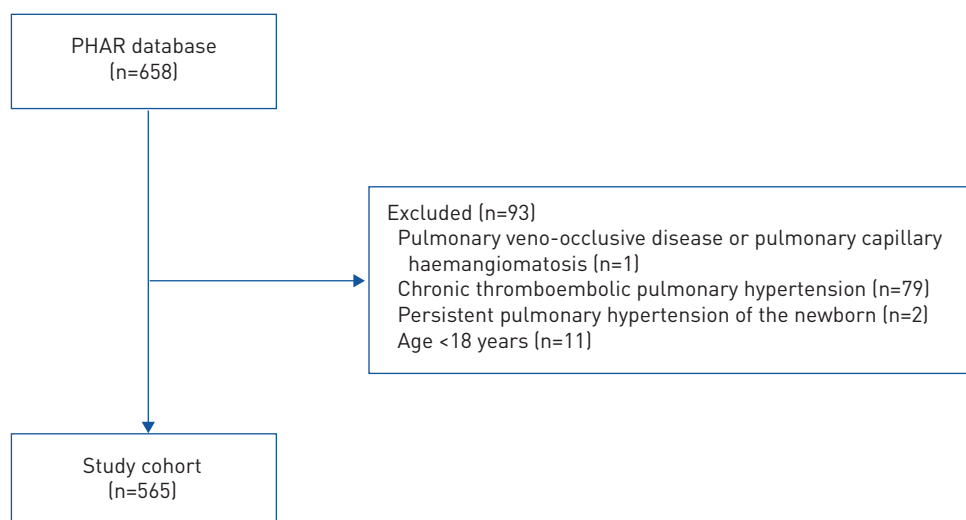 PHAR database
(n=658)
Excluded (n=93)
Pulmonary veno-occlusive disease or pulmonary capillary
haemangiomatosis (n=1)
Chronic thromboembolic pulmonary hypertension (n=79)
Persistent pulmonary hypertension of the newborn (n=2)
Age <18 years (n=11)
Study cohort
(n=565)